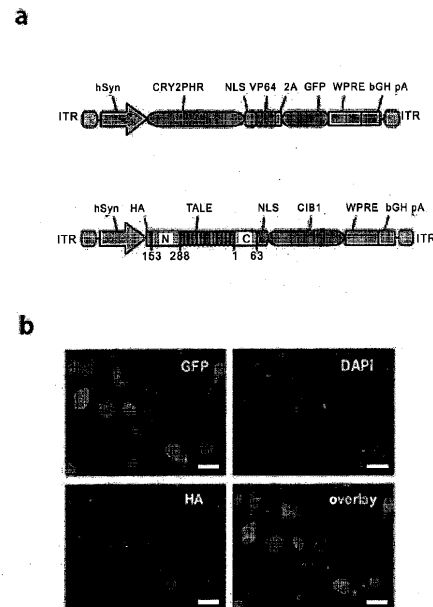 a
hSyn CRY2PHR NLS VP64 2A GFP WPRE bGH pA
ITR ITR
hSyn HA TALE NLS CIB1 WPRE bGH pA
ITR N C ITR
153 288 1 63
b
GFP DAPI
HA overlay